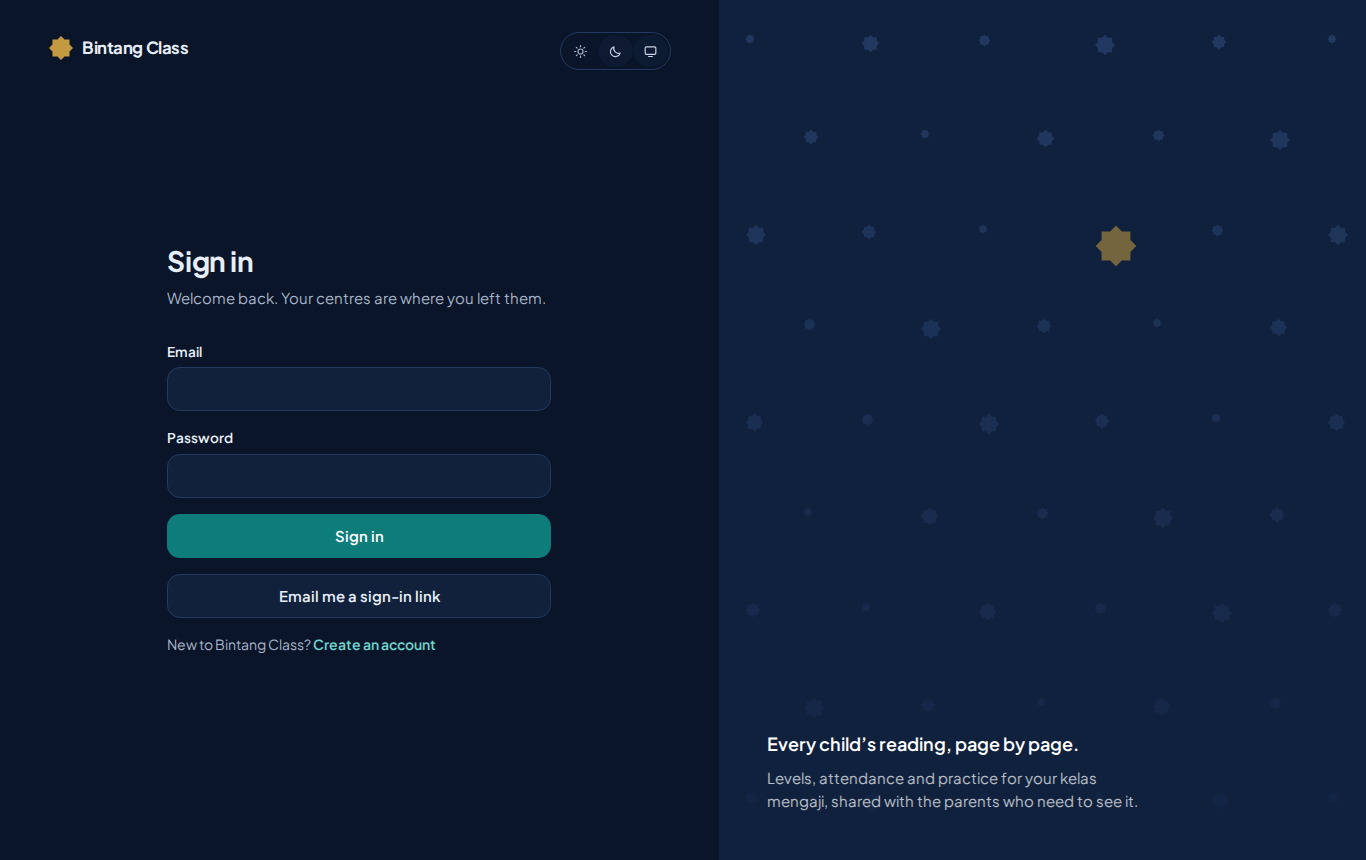 Bintang Class
Sign in
Welcome back. Your centres are where you left them.
Email
Password
Sign in
Email me a sign-in link
New to Bintang Class? Create an account
Every child’s reading, page by page.
Levels, attendance and practice for your kelas
mengaji, shared with the parents who need to see it.